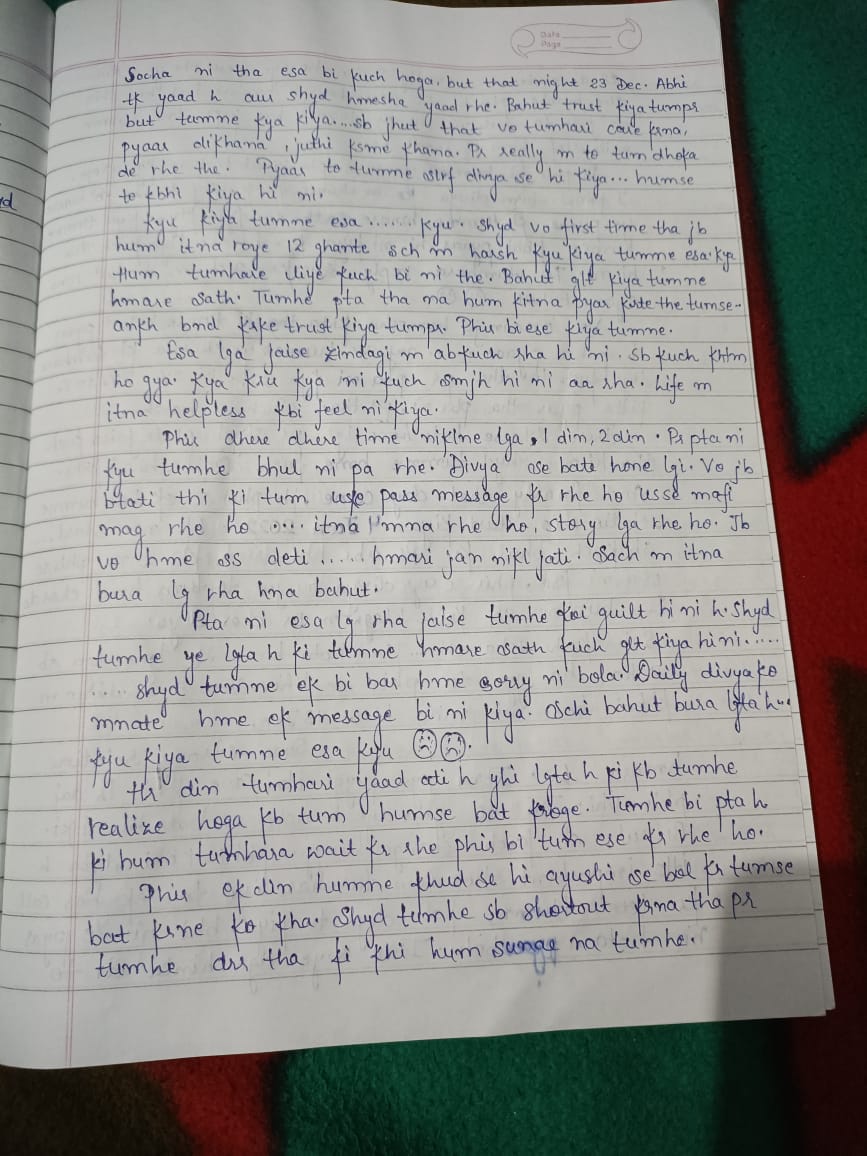 Date
Page
Socha ni tha esa bi kuch hoga, but that night 23 Dec. Abhi
tk yaad h aur shyd hmesha yaad rhe. Bahut trust kiya tumpr
but tumne kya kiya....sb jhut that vo tumhari care krna,
pyaar dikhana, juthi ksme khana. Pr really m to tum dhoka
de rhe the. Pyaar to tumne sirf divya se hi kiya... humse
to kbhi kiya hi ni.
Kyu kiya tumne esa...... Kyu. Shyd vo first time tha jb
hum itna roye 12 ghante sch m harsh kyu kiya tumne esa. kya
Hum tumhare liye kuch bi ni the. Bahut glt kiya tumne
hmare sath. Tumhe pta tha na hum kitna pyar krte the tumse-
ankh bnd krke trust kiya tumpr. Phir bi ese kiya tumne.
Esa lga jaise zindagi m ab kuch rha hi ni. Sb kuch khtm
ho gya. Kya kru kya ni kuch smjh hi ni aa rha. Life m
itna helpless kbi feel ni kiya.
Phir dhere dhere time niklne lga, 1 din, 2 din. Pr pta ni
kyu tumhe bhul ni pa rhe. Divya se bate hone lgi. Vo jb
btati thi ki tum uske pass message kr rhe ho usse mafi
mag rhe ho .... itna mna rhe ho, story lga rhe ho. Jb
vo hme ss deti ..... hmari jan nikl jati. Sach m itna
bura lg rha hna bahut.
Pta ni esa lg rha jaise tumhe koi guilt hi ni h. Shyd
tumhe ye lgta h ki tumne hmare sath kuch glt kiya hi ni.....
.... shyd tumne ek bi bar hme sorry ni bola. Daily divya ko
mnate hme ek message bi ni kiya. Schi bahut bura lgta h...
kyu kiya tumne esa kyu ☹☹.
Hr din tumhari yaad ati h yhi lgta h ki kb tumhe
realize hoga kb tum humse bat kroge. Tumhe bi pta h
ki hum tumhara wait kr rhe phir bi tum ese kr rhe ho.
Phir ek din humne khud se hi ayushi se bol kr tumse
bat krne ko kha. Shyd tumhe sb shortout krna tha pr
tumhe drr tha ki khi hum sunge na tumhe.